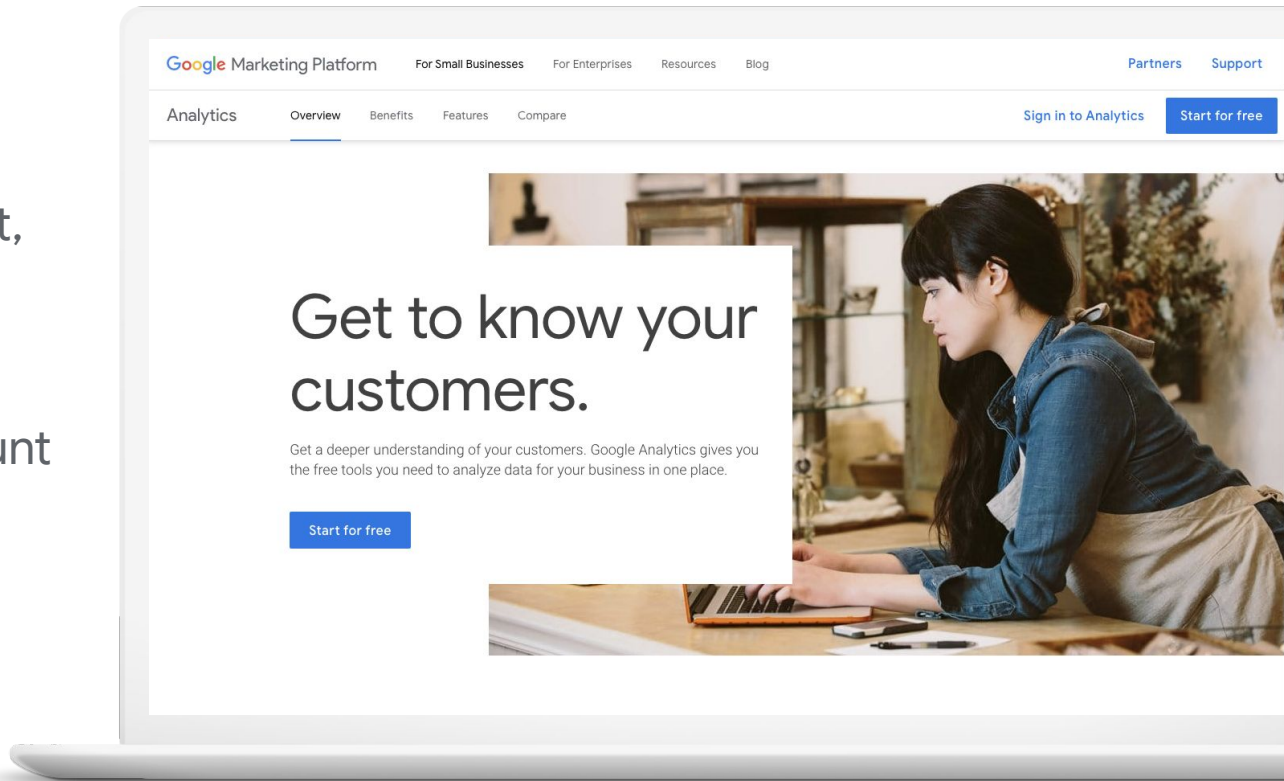 t,
unt
Google Marketing Platform
For Small Businesses
For Enterprises
Resources
Blog
Partners
Support
Analytics
Overview
Benefits
Features
Compare
Sign in to Analytics
Start for free
Get to know your
customers.
Get a deeper understanding of your customers. Google Analytics gives you
the free tools you need to analyze data for your business in one place.
Start for free